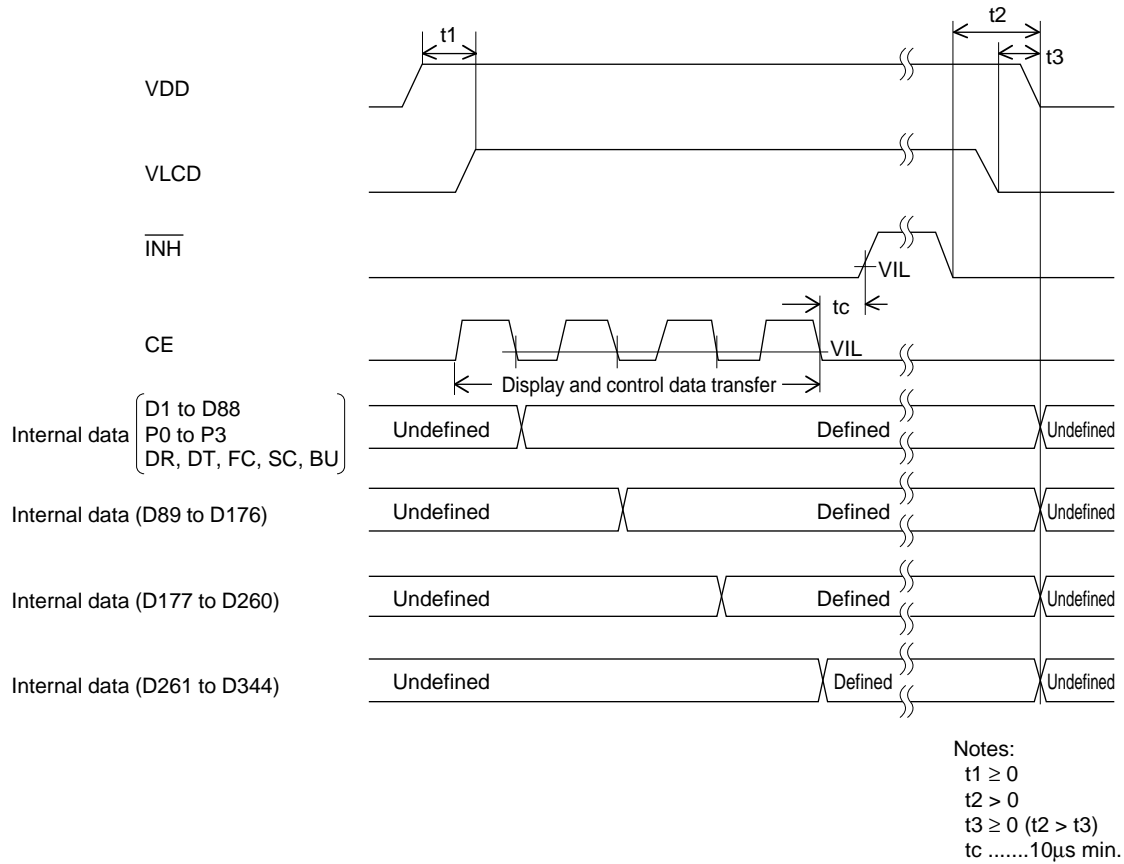 t1
t2
t3
VDD
VLCD
INH
VIL
tc
CE
VIL
Display and control data transfer
Internal data
D1 to D88
P0 to P3
DR, DT, FC, SC, BU
Undefined
Defined
Undefined
Internal data (D89 to D176)
Undefined
Defined
Undefined
Internal data (D177 to D260)
Undefined
Defined
Undefined
Internal data (D261 to D344)
Undefined
Defined
Undefined
Notes:
t1 ≥ 0
t2 > 0
t3 ≥ 0 (t2 > t3)
tc .......10μs min.